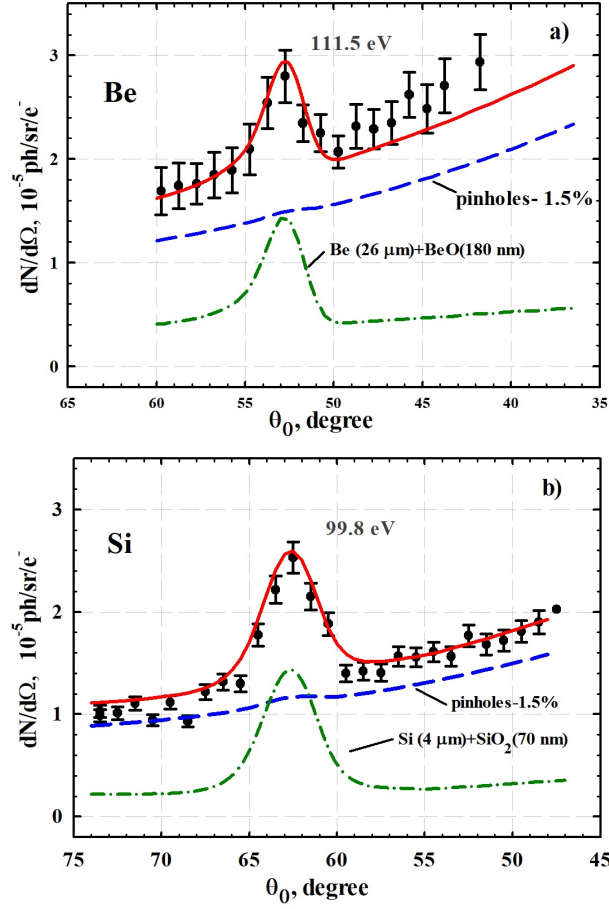 a)
111.5 eV
Be
3
2
1
0
dN/dΩ, 10⁻⁵ph/sr/e⁻
pinholes- 1.5%
Be (26 μm)+BeO(180 nm)
65 60 55 50 45 40 35
θ₀, degree
b)
99.8 eV
Si
3
2
1
0
dN/dΩ, 10⁻⁵ph/sr/e⁻
pinholes-1.5%
Si (4 μm)+SiO₂(70 nm)
75 70 65 60 55 50 45
θ₀, degree